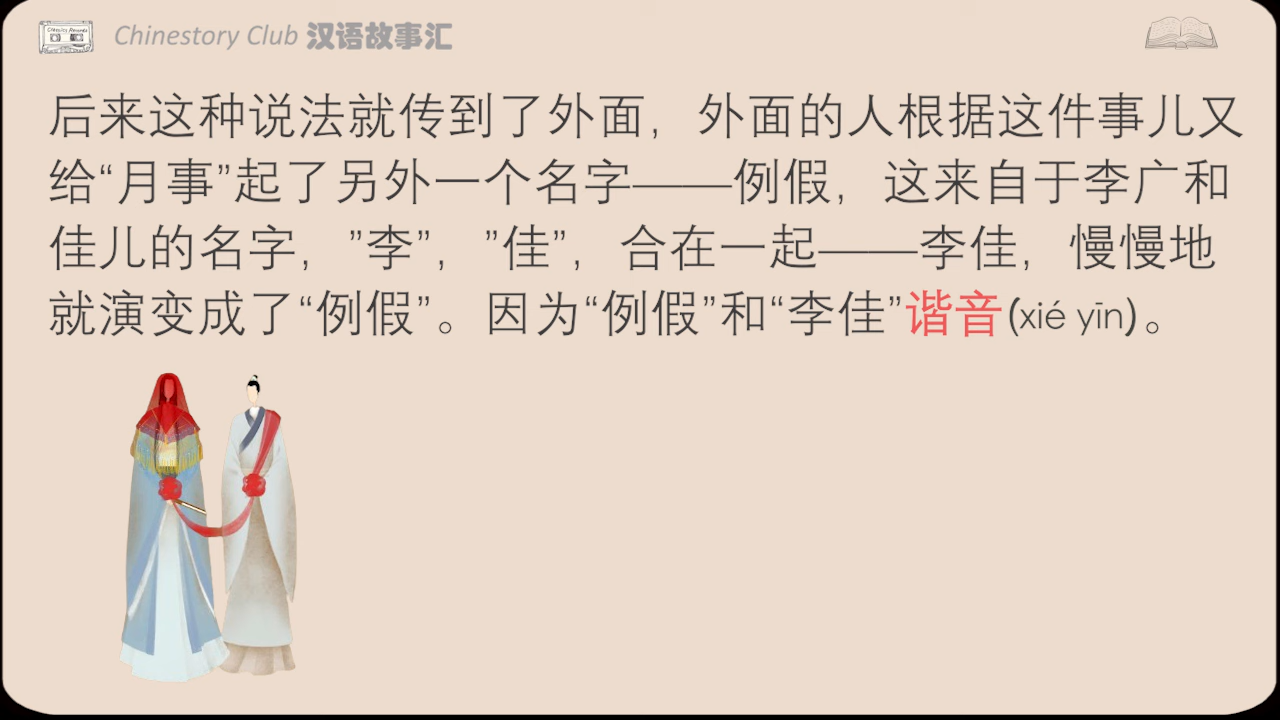 Chinestory Club 汉语故事汇
后来这种说法就传到了外面，外面的人根据这件事儿又
给“月事”起了另外一个名字——例假，这来自于李广和
佳儿的名字，”李”，”佳”，合在一起——李佳，慢慢地
就演变成了“例假”。因为“例假”和“李佳”谐音(xié yīn)。